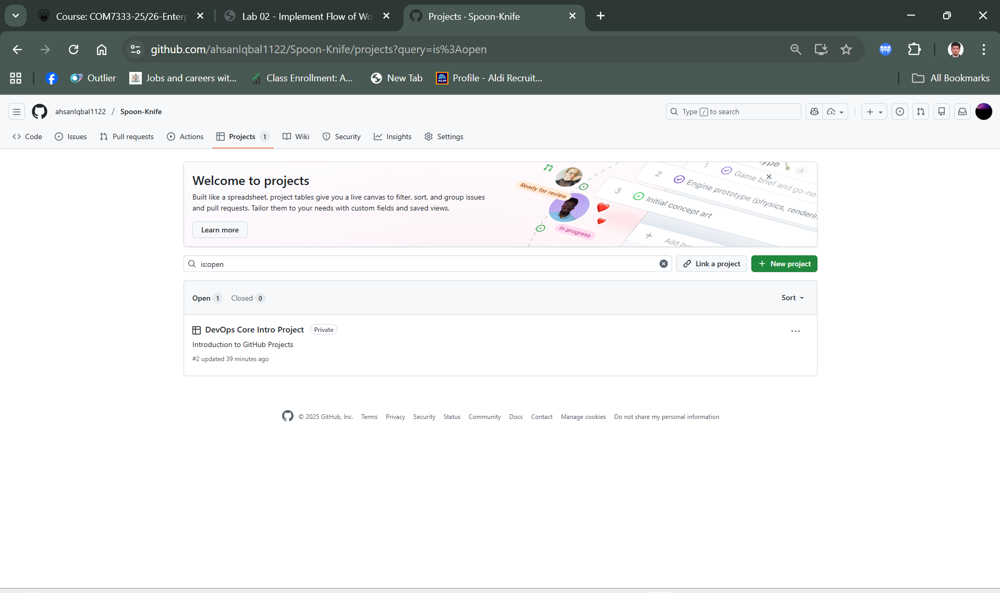 Course: COM7333-25/26-Enterp
Lab 02 - Implement Flow of Wo
Projects · Spoon-Knife
github.com/ahsanIqbal1122/Spoon-Knife/projects?query=is%3Aopen
Outlier
Jobs and careers wit...
Class Enrollment: A...
New Tab
ALDI
Profile - Aldi Recruit...
All Bookmarks
ahsanIqbal1122 / Spoon-Knife
Type / to search
Code
Issues
Pull requests
Actions
Projects 1
Wiki
Security
Insights
Settings
Welcome to projects
Built like a spreadsheet, project tables give you a live canvas to filter, sort, and group issues
and pull requests. Tailor them to your needs with custom fields and saved views.
Learn more
Ready for review
In progress
3
1 Game brief and go-no-
2 Engine prototype (physics, renderin
3 Initial concept art
+ Add ite
is:open
Link a project
New project
Open 1
Closed 0
Sort
DevOps Core Intro Project Private
Introduction to GitHub Projects
#2 updated 39 minutes ago
© 2025 GitHub, Inc. Terms Privacy Security Status Community Docs Contact Manage cookies Do not share my personal information